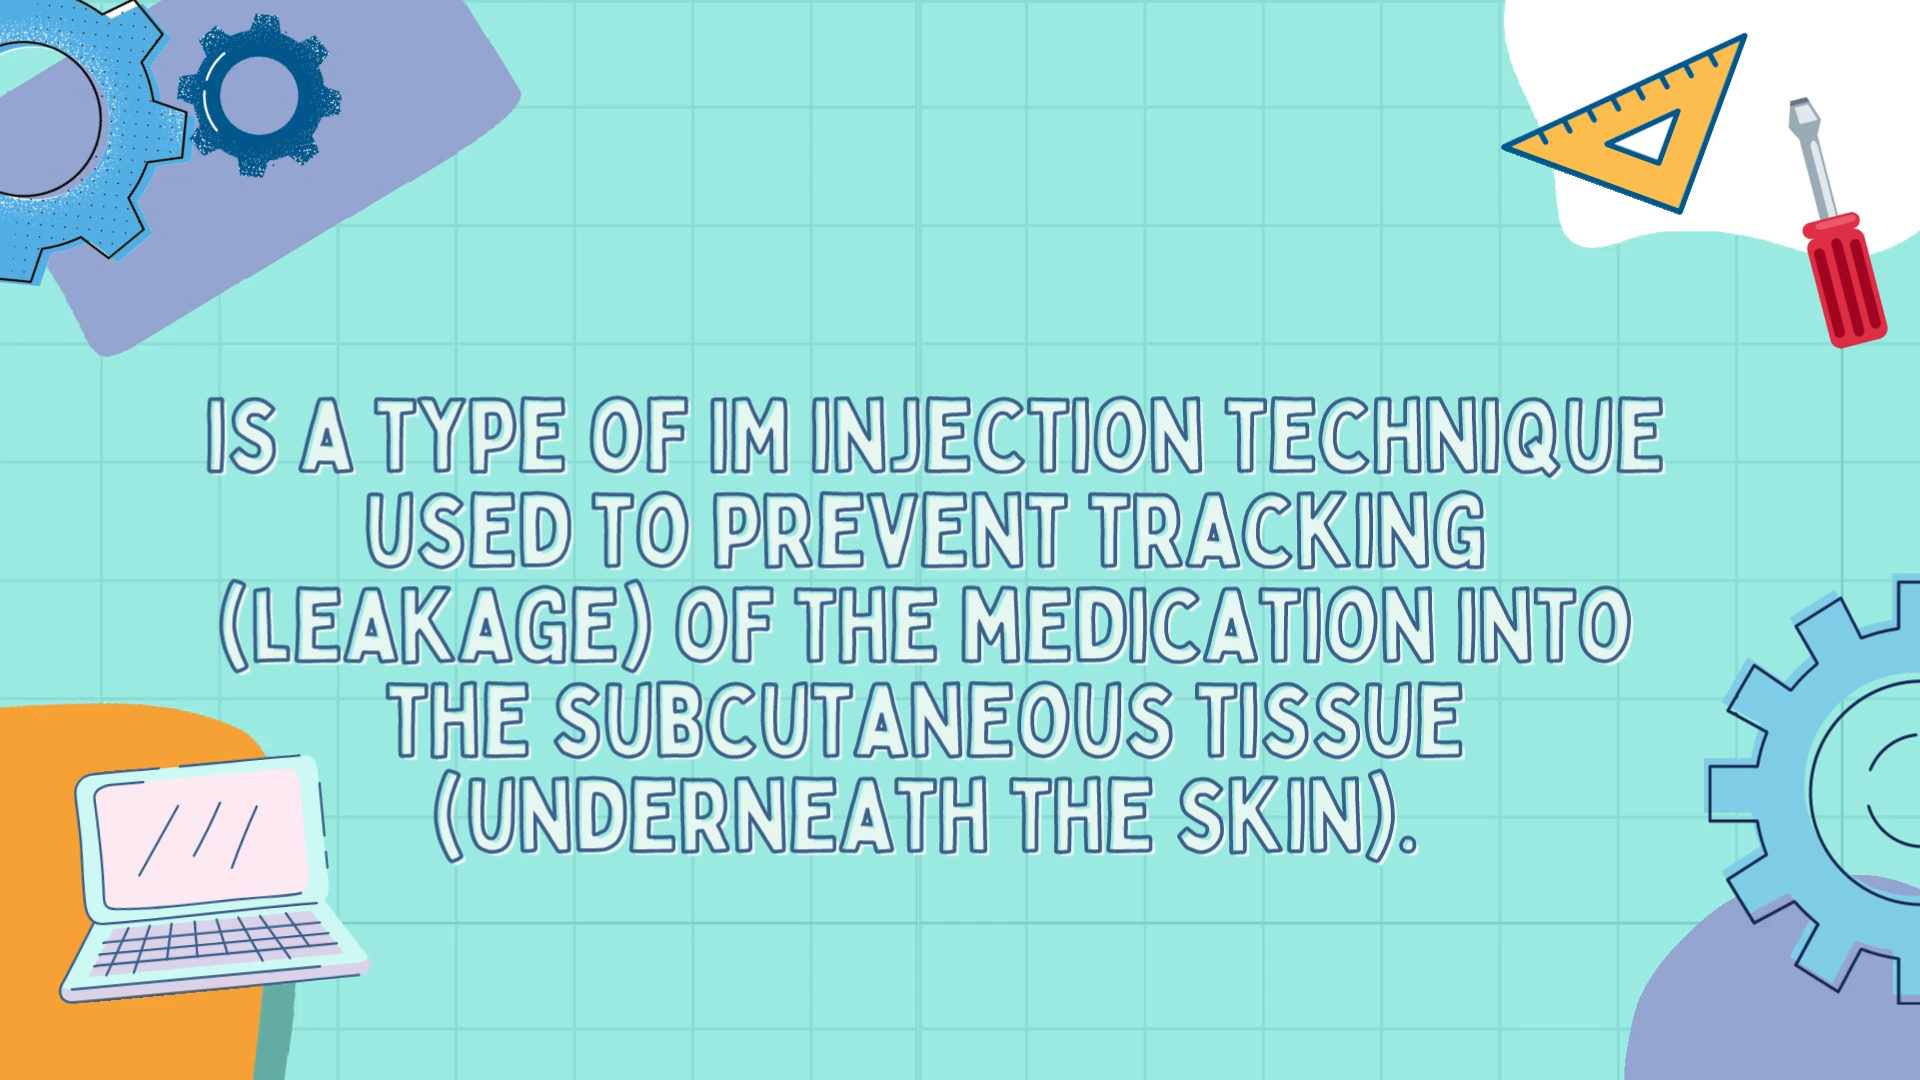 IS A TYPE OF IM INJECTION TECHNIQUE
USED TO PREVENT TRACKING
(LEAKAGE) OF THE MEDICATION INTO
THE SUBCUTANEOUS TISSUE
(UNDERNEATH THE SKIN).